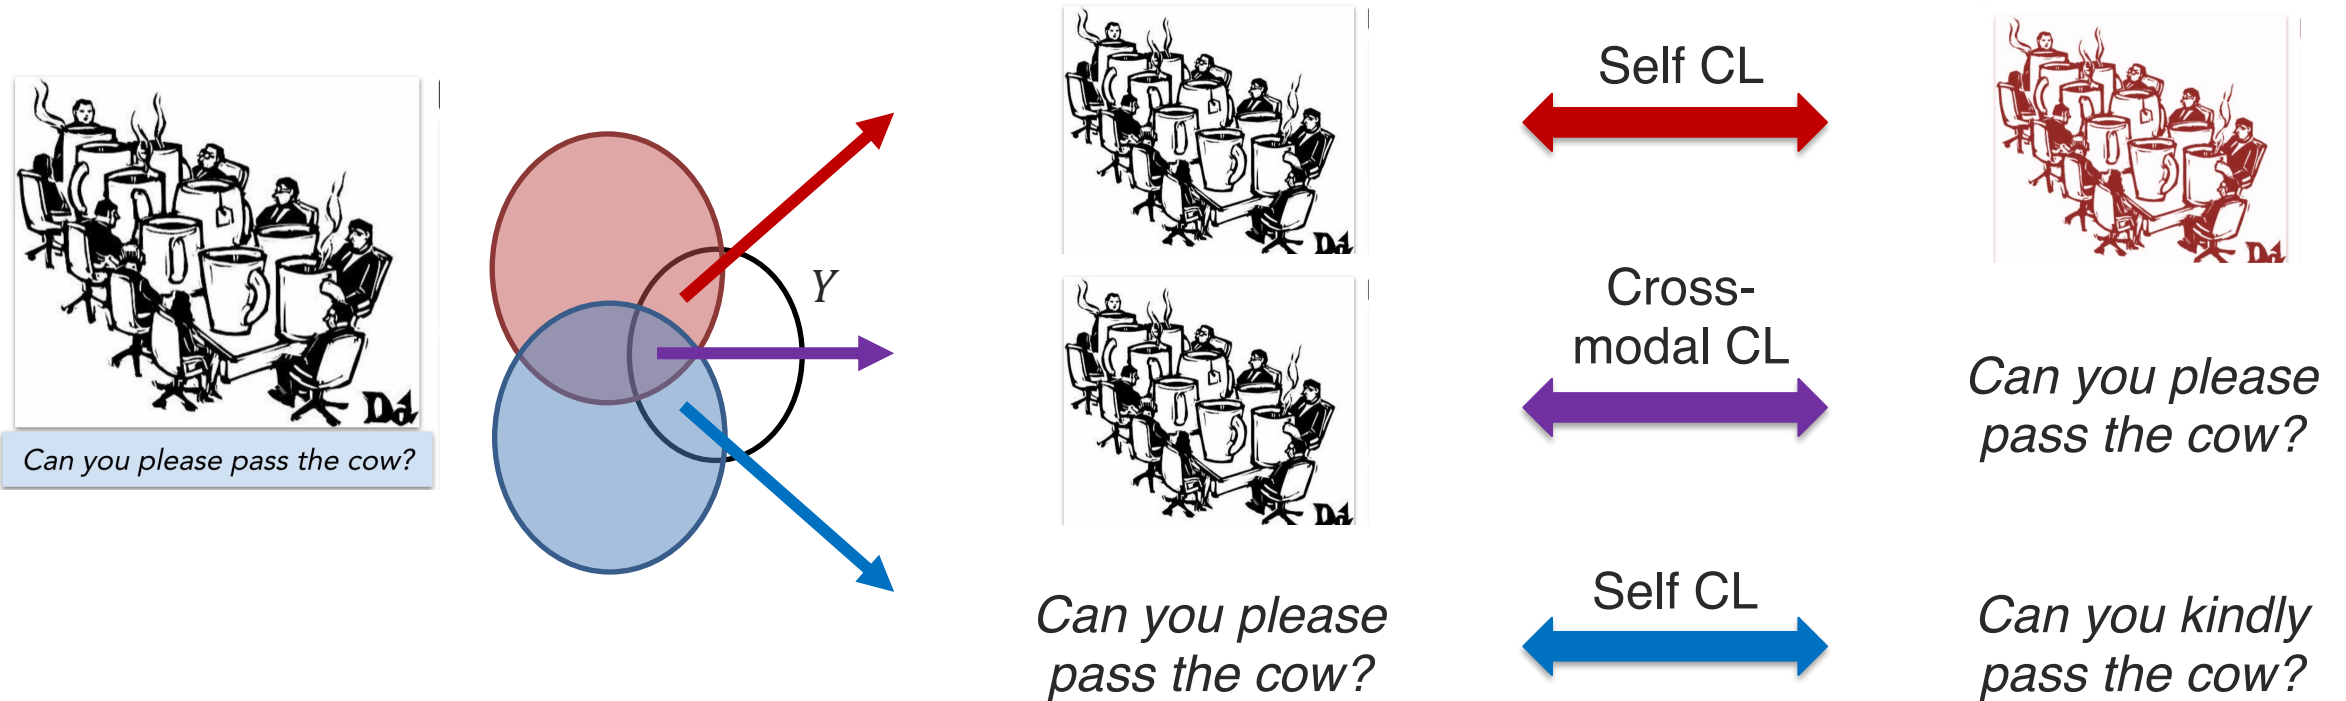 Can you please pass the cow?
Y
Self CL
Cross-
modal CL
Can you please
pass the cow?
Can you please
pass the cow?
Self CL
Can you kindly
pass the cow?